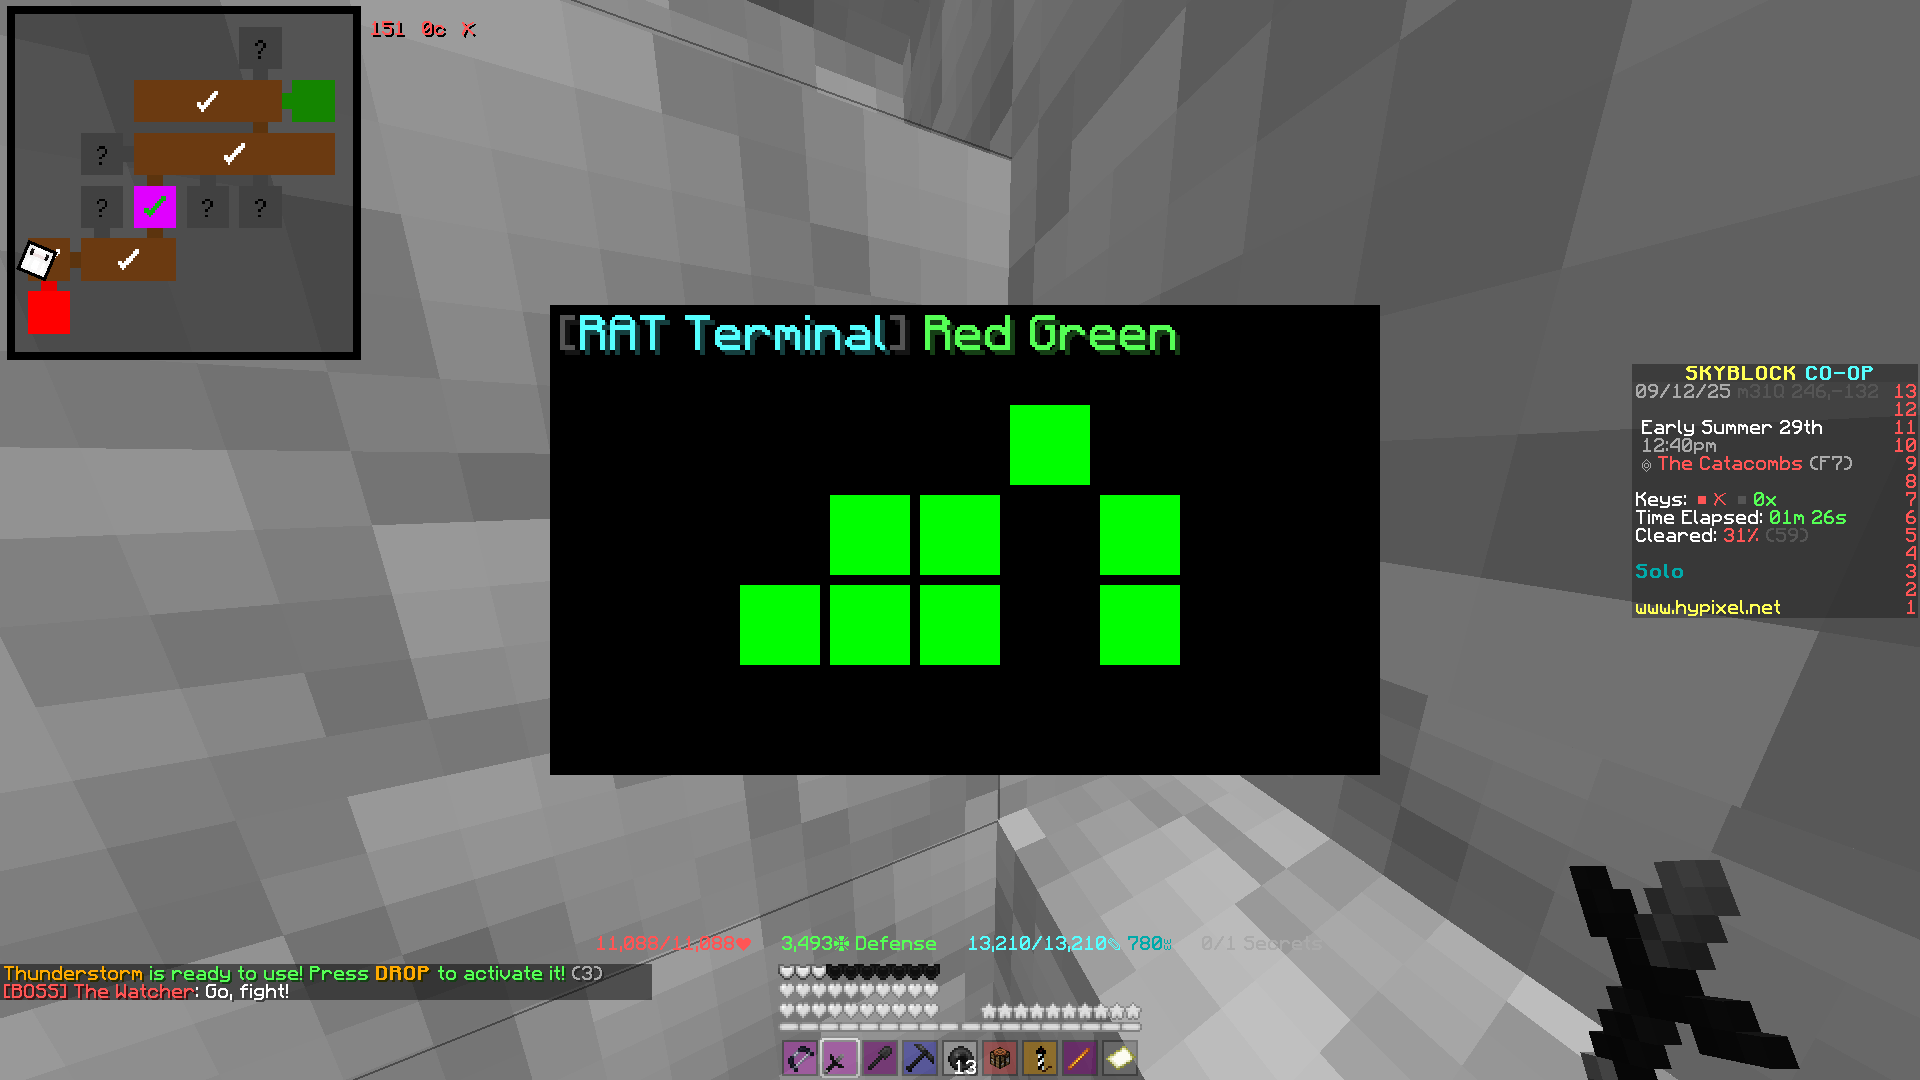 151 0c X
?
?
? ? ?
[RAT Terminal] Red Green
SKYBLOCK CO-OP
09/12/25 m31Q 246,-132 13
12
Early Summer 29th 11
12:40pm 10
The Catacombs (F7) 9
8
Keys: ■ X ■ 0x 7
Time Elapsed: 01m 26s 6
Cleared: 31% (59) 5
4
Solo 3
2
www.hypixel.net 1
11,088/11,088❤ 3,493 Defense 13,210/13,210 780 0/1 Secrets
Thunderstorm is ready to use! Press DROP to activate it! (3)
[BOSS] The Watcher: Go, fight!
13